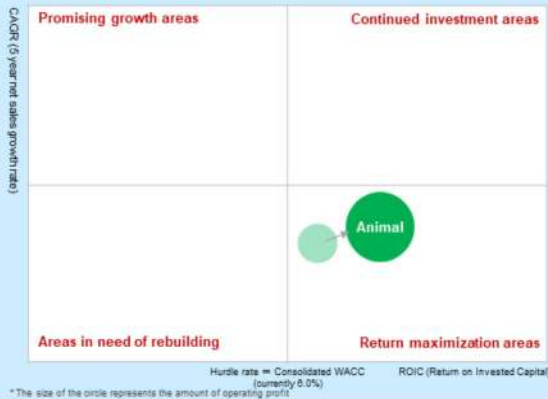 CAGR (5 year net sales growth rate)
Promising growth areas
Continued investment areas
Animal
Areas in need of rebuilding
Return maximization areas
Hurdle rate = Consolidated WACC
(currently 6.0%)
ROIC (Return on Invested Capital
* The size of the circle represents the amount of operating profit